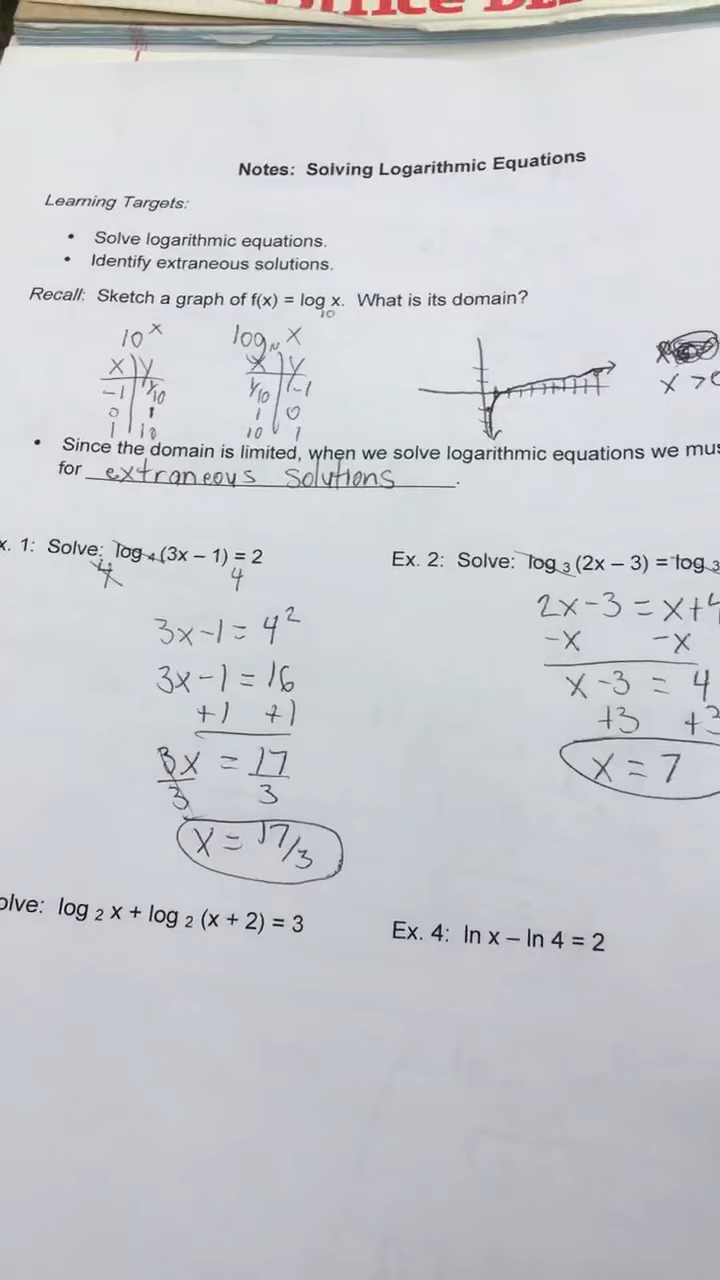 Notes: Solving Logarithmic Equations
Learning Targets:
• Solve logarithmic equations.
• Identify extraneous solutions.
Recall: Sketch a graph of f(x) = log x. What is its domain?
10
10^x
x y
-1 1/10
0 1
1 10
log x
x y
1/10 -1
1 0
10 1
x >
• Since the domain is limited, when we solve logarithmic equations we
for extraneous solutions.
1: Solve: log 4 (3x – 1) = 2
4 4
3x-1 = 4^2
3x-1 = 16
+1 +1
3x = 17
3 3
x = 17/3
Ex. 2: Solve: log 3 (2x – 3) = log 3
2x-3 = x+4
-x -x
x-3 = 4
+3 +3
x = 7
log 2 x + log 2 (x + 2) = 3
Ex. 4: ln x – ln 4 = 2